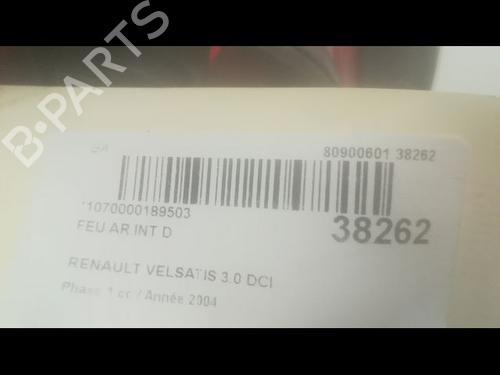 B-PARTS
80900601 38262
*1070000189503
38262
FEU AR INT D
RENAULT VELSATIS 3.0 DCI
Phase 1 cc / Année 2004